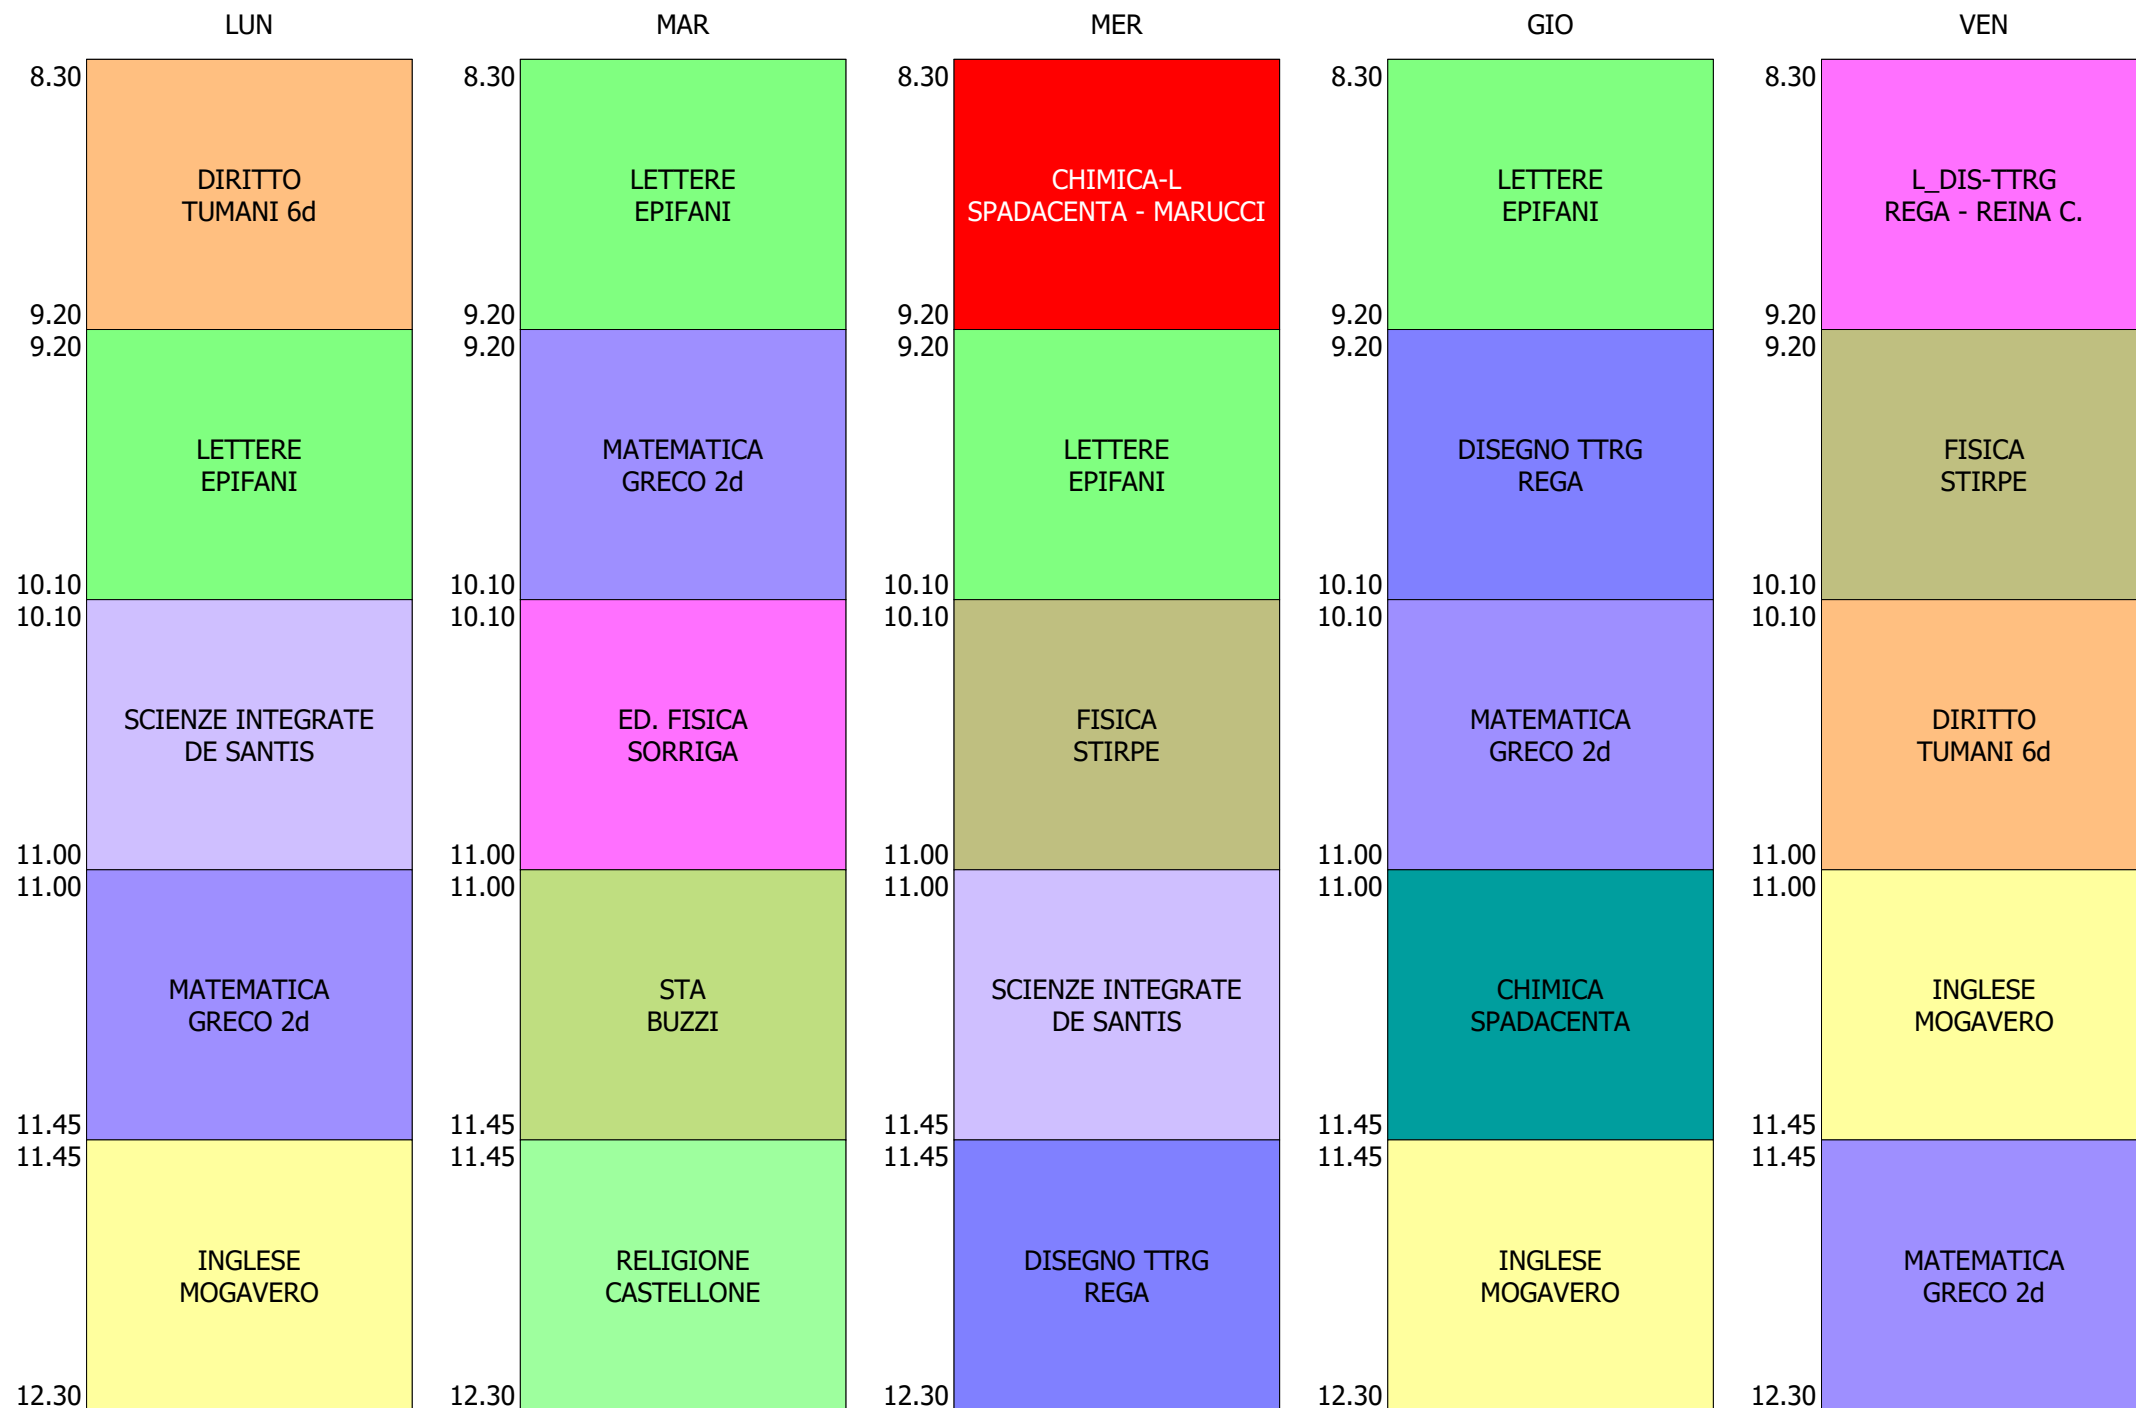 LUN
MAR
MER
GIO
VEN
8.30
8.30
8.30
8.30
8.30
DIRITTO
TUMANI 6d
LETTERE
EPIFANI
CHIMICA-L
SPADACENTA - MARUCCI
LETTERE
EPIFANI
L_DIS-TTRG
REGA - REINA C.
9.20
9.20
9.20
9.20
9.20
9.20
9.20
9.20
9.20
9.20
LETTERE
EPIFANI
MATEMATICA
GRECO 2d
LETTERE
EPIFANI
DISEGNO TTRG
REGA
FISICA
STIRPE
10.10
10.10
10.10
10.10
10.10
10.10
10.10
10.10
10.10
10.10
SCIENZE INTEGRATE
DE SANTIS
ED. FISICA
SORRIGA
FISICA
STIRPE
MATEMATICA
GRECO 2d
DIRITTO
TUMANI 6d
11.00
11.00
11.00
11.00
11.00
11.00
11.00
11.00
11.00
11.00
MATEMATICA
GRECO 2d
STA
BUZZI
SCIENZE INTEGRATE
DE SANTIS
CHIMICA
SPADACENTA
INGLESE
MOGAVERO
11.45
11.45
11.45
11.45
11.45
11.45
11.45
11.45
11.45
11.45
INGLESE
MOGAVERO
RELIGIONE
CASTELLONE
DISEGNO TTRG
REGA
INGLESE
MOGAVERO
MATEMATICA
GRECO 2d
12.30
12.30
12.30
12.30
12.30